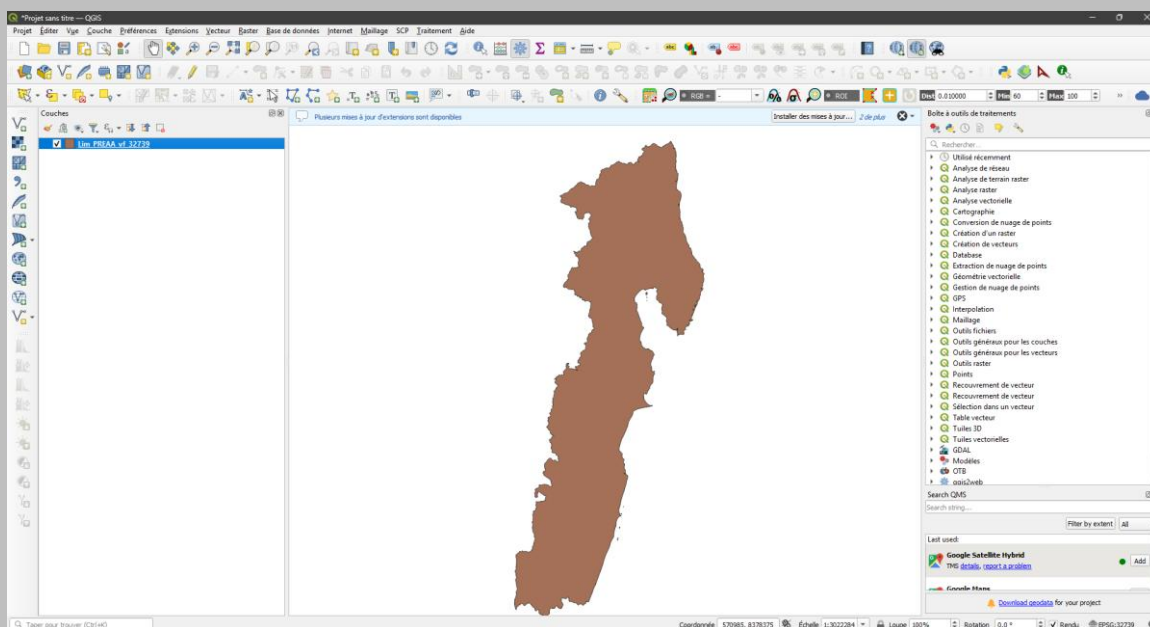 *Projet sans titre — QGIS
Projet Éditer Vue Couche Préférences Extensions Vecteur Raster Base de données Internet Maillage SCP Traitement Aide
RGB = -
ROI
Dist 0.010000 Min 60 Max 100 »
Couches
Plusieurs mises à jour d'extensions sont disponibles
Installer des mises à jour... 2 de plus
Boîte à outils de traitements
Lim_PREAA_vf_32739
Rechercher...
Utilisé récemment
Analyse de réseau
Analyse de terrain raster
Analyse raster
Analyse vectorielle
Cartographie
Conversion de nuage de points
Création d'un raster
Création de vecteurs
Database
Extraction de nuage de points
Géométrie vectorielle
Gestion de nuage de points
GPS
Interpolation
Maillage
Outils fichiers
Outils généraux pour les couches
Outils généraux pour les vecteurs
Outils raster
Points
Recouvrement de vecteur
Recouvrement de vecteur
Sélection dans un vecteur
Table vecteur
Tuiles 3D
Tuiles vectorielles
GDAL
Modèles
OTB
qgis2web
Search QMS
Search string...
Filter by extent All
Last used:
Google Satellite Hybrid
TMS details, report a problem
Add
Google Maps
Download geodata for your project
Taper pour trouver (Ctrl+K)
Coordonnée 570985, 8378375 Échelle 1:3022284 Loupe 100% Rotation 0,0 ° Rendu EPSG:32739